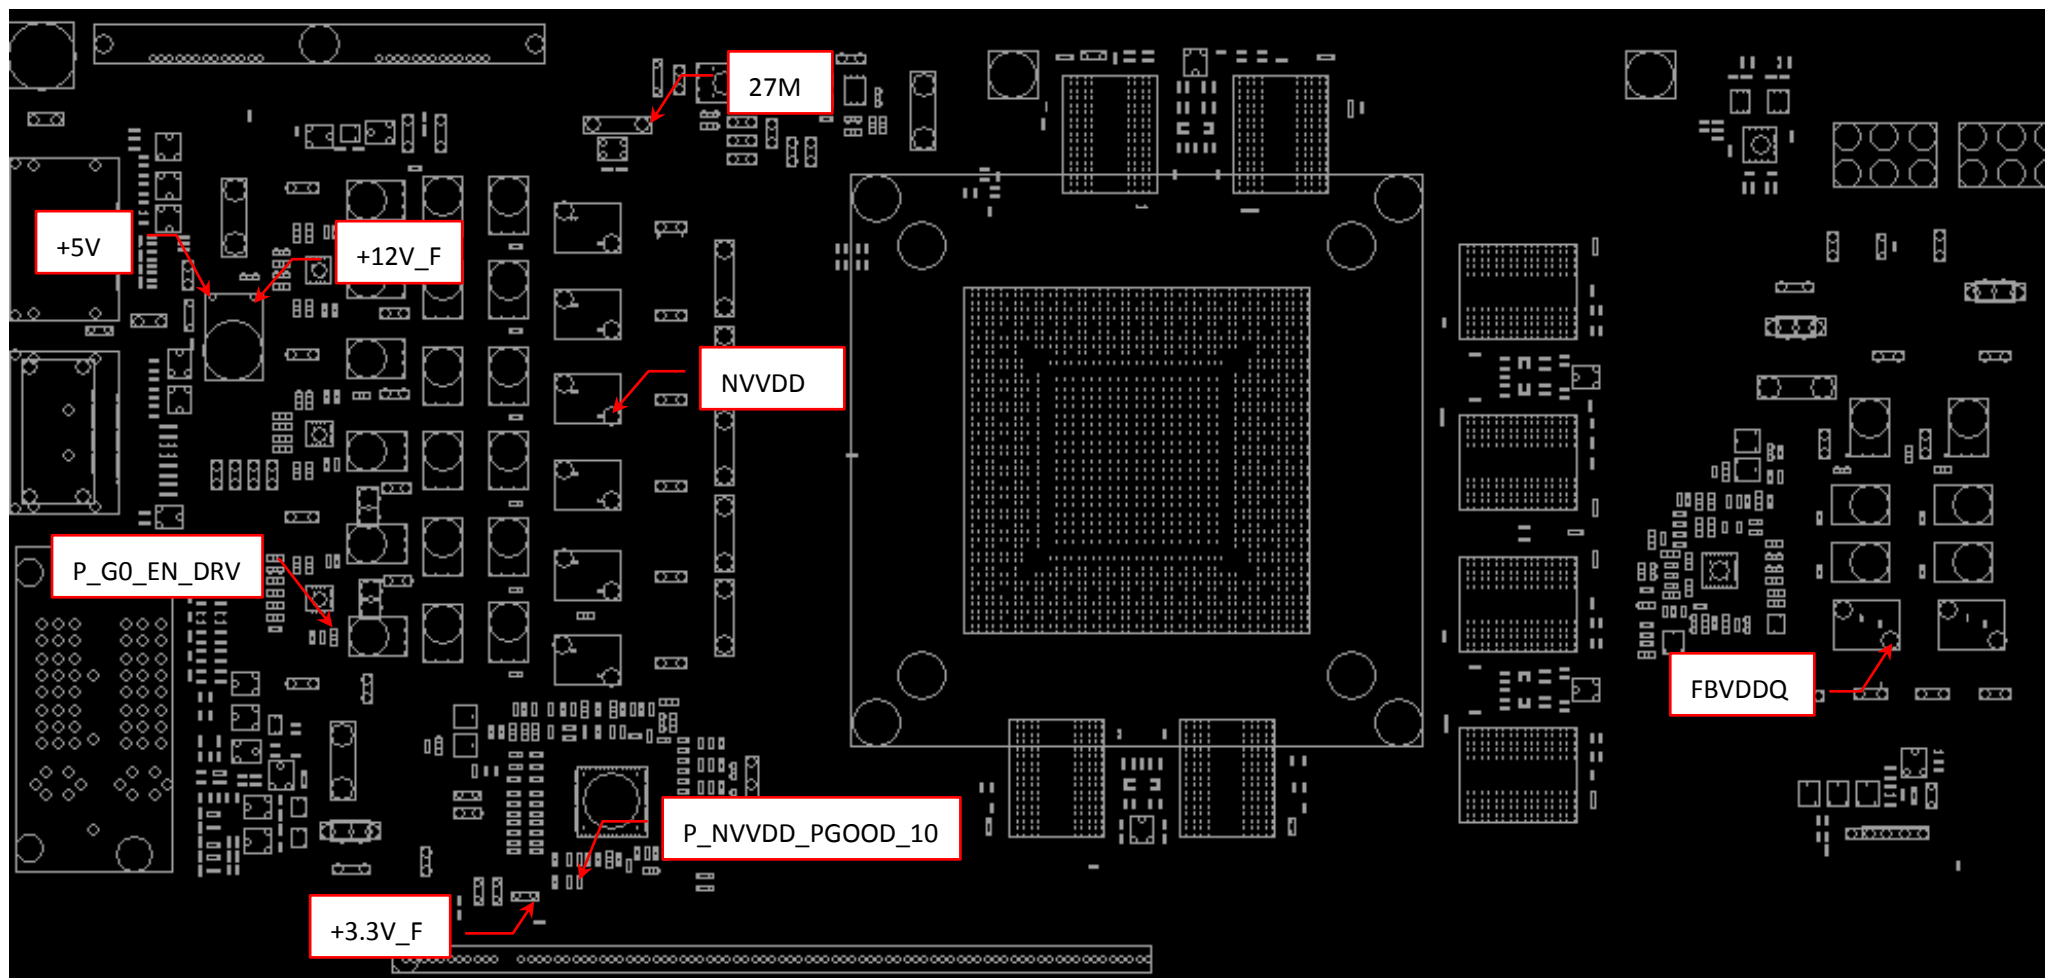 27M
+5V
+12V_F
NVVDD
P_G0_EN_DRV
FBVDDQ
P_NVVDD_PGOOD_10
+3.3V_F